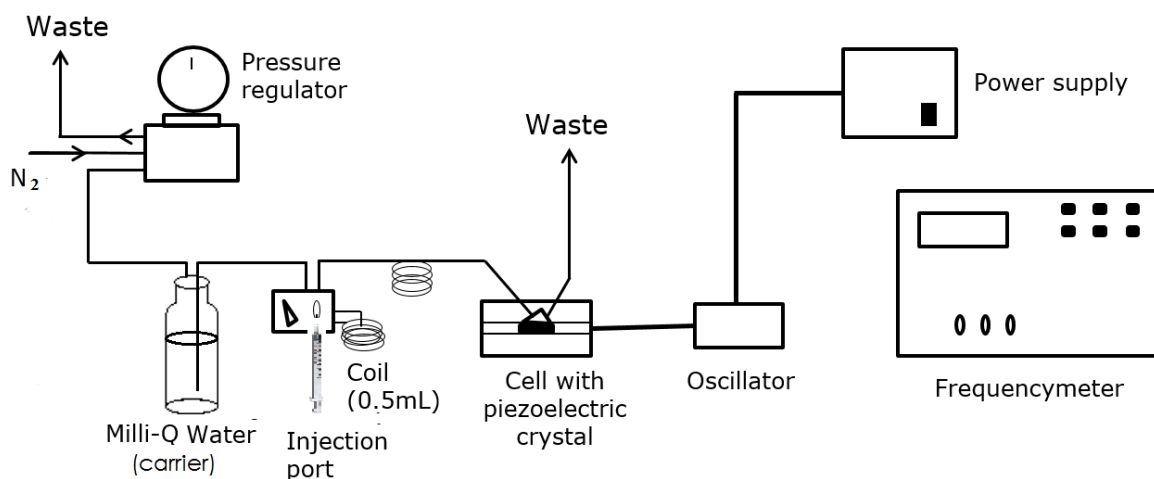 Waste
Pressure
regulator
N₂
Waste
Power supply
Milli-Q Water
(carrier)
Injection
port
Coil
(0.5mL)
Cell with
piezoelectric
crystal
Oscillator
Frequencymeter